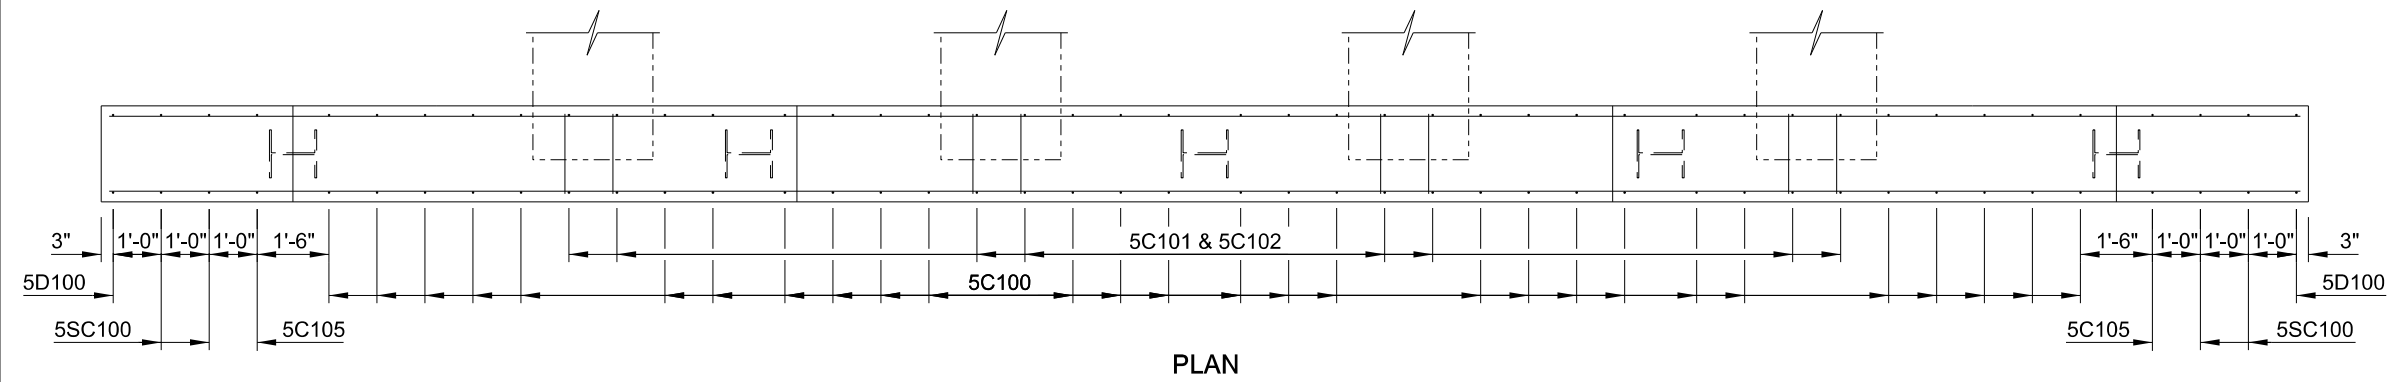 3" 1'-0" 1'-0" 1'-0" 1'-6" 5C101 & 5C102 1'-6" 1'-0" 1'-0" 1'-0" 3"
5D100 5C100 5D100
5SC100 5C105 5C105 5SC100
PLAN